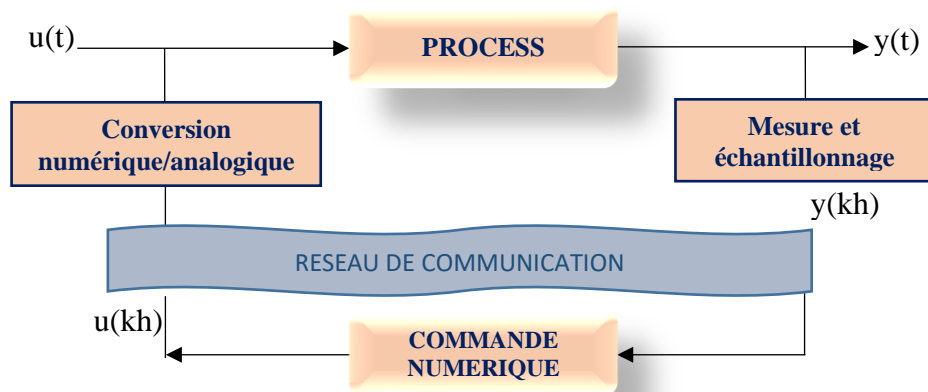 u(t)
PROCESS
y(t)
Conversion
numérique/analogique
Mesure et
échantillonnage
y(kh)
RESEAU DE COMMUNICATION
u(kh)
COMMANDE
NUMERIQUE